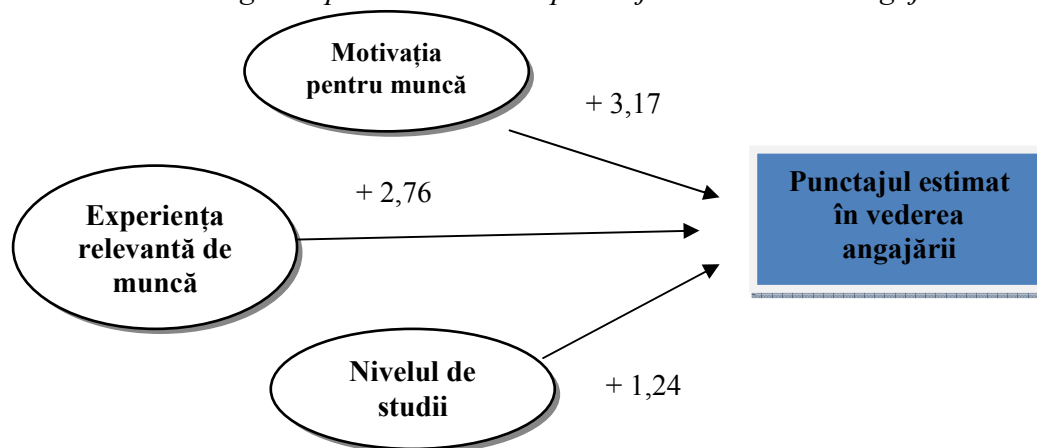 Motivația
pentru muncă
+ 3,17
+ 2,76
Experiența
relevantă de
muncă
Punctajul estimat
în vederea
angajării
Nivelul de
studii
+ 1,24